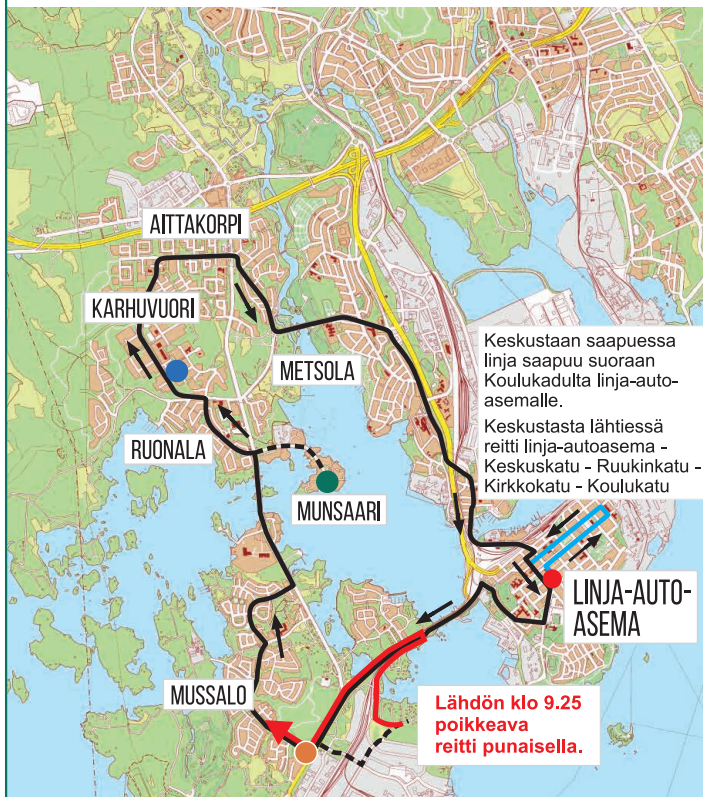 AITTAKORPI
KARHUVUORI
METSOLA
Keskustaan saapuessa
linja saapuu suoraan
Koulukadulta linja-auto-
asemalle.
Keskustasta lähtiessä
reitti linja-autoasema -
Keskuskatu - Ruukinkatu -
Kirkkokatu - Koulukatu
RUONALA
MUNSAARI
LINJA-AUTO-
ASEMA
MUSSALO
Lähdön klo 9.25
poikkeava
reitti punaisella.